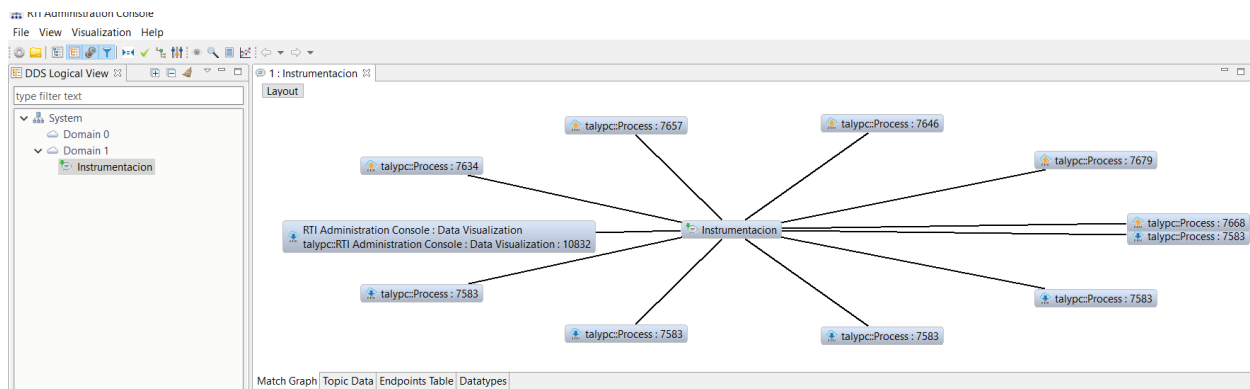 RTI Administration Console
File View Visualization Help
DDS Logical View
1 : Instrumentacion
type filter text
Layout
System
Domain 0
Domain 1
Instrumentacion
talypc::Process : 7657
talypc::Process : 7646
talypc::Process : 7634
talypc::Process : 7679
RTI Administration Console : Data Visualization
talypc::RTI Administration Console : Data Visualization : 10832
Instrumentacion
talypc::Process : 7668
talypc::Process : 7583
talypc::Process : 7583
talypc::Process : 7583
talypc::Process : 7583
talypc::Process : 7583
Match Graph Topic Data Endpoints Table Datatypes